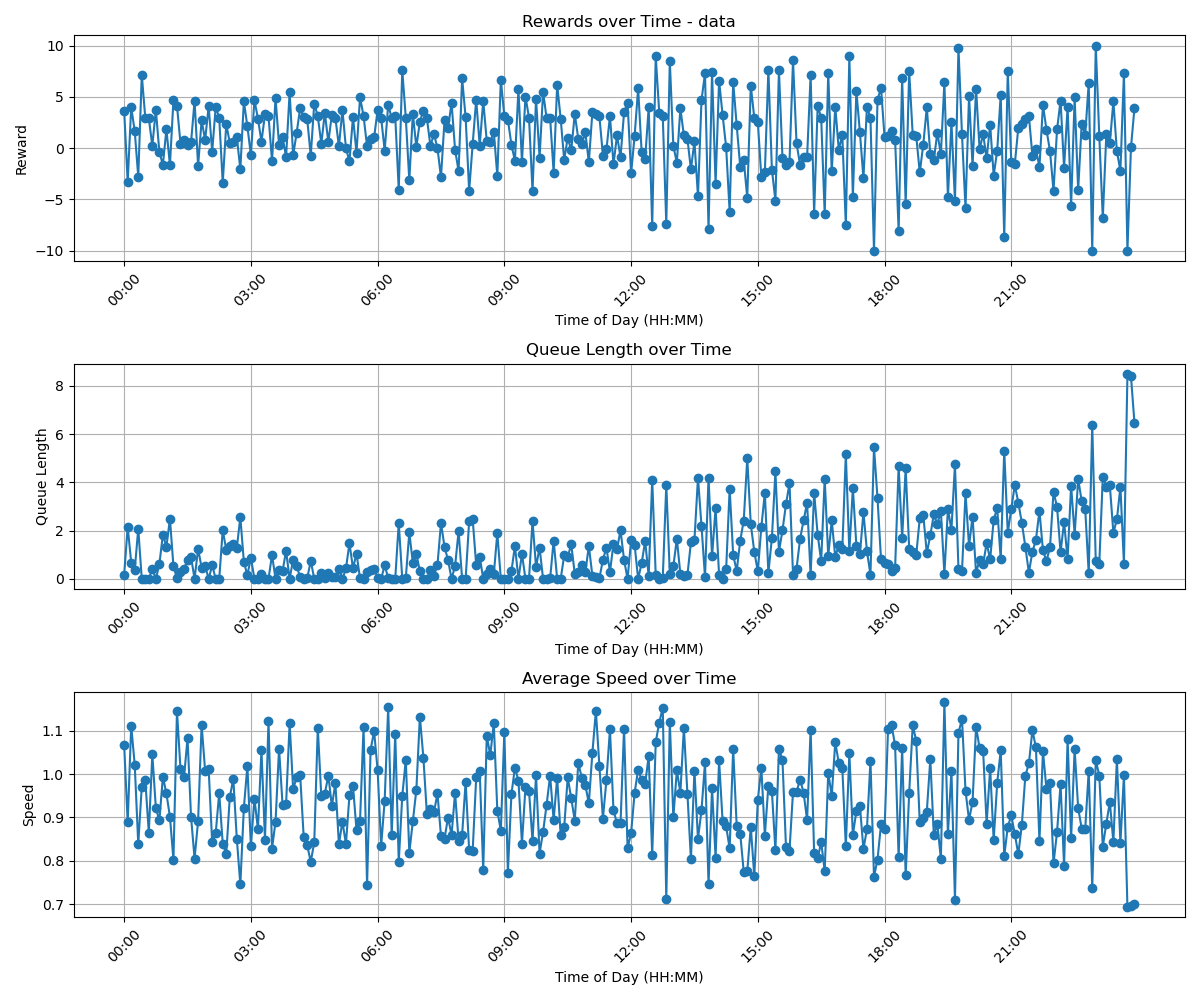 Rewards over Time - data
10
5
0
−5
−10
Reward
00:00 03:00 06:00 09:00 12:00 15:00 18:00 21:00
Time of Day (HH:MM)
Queue Length over Time
8
6
4
2
0
Queue Length
00:00 03:00 06:00 09:00 12:00 15:00 18:00 21:00
Time of Day (HH:MM)
Average Speed over Time
1.1
1.0
0.9
0.8
0.7
Speed
00:00 03:00 06:00 09:00 12:00 15:00 18:00 21:00
Time of Day (HH:MM)